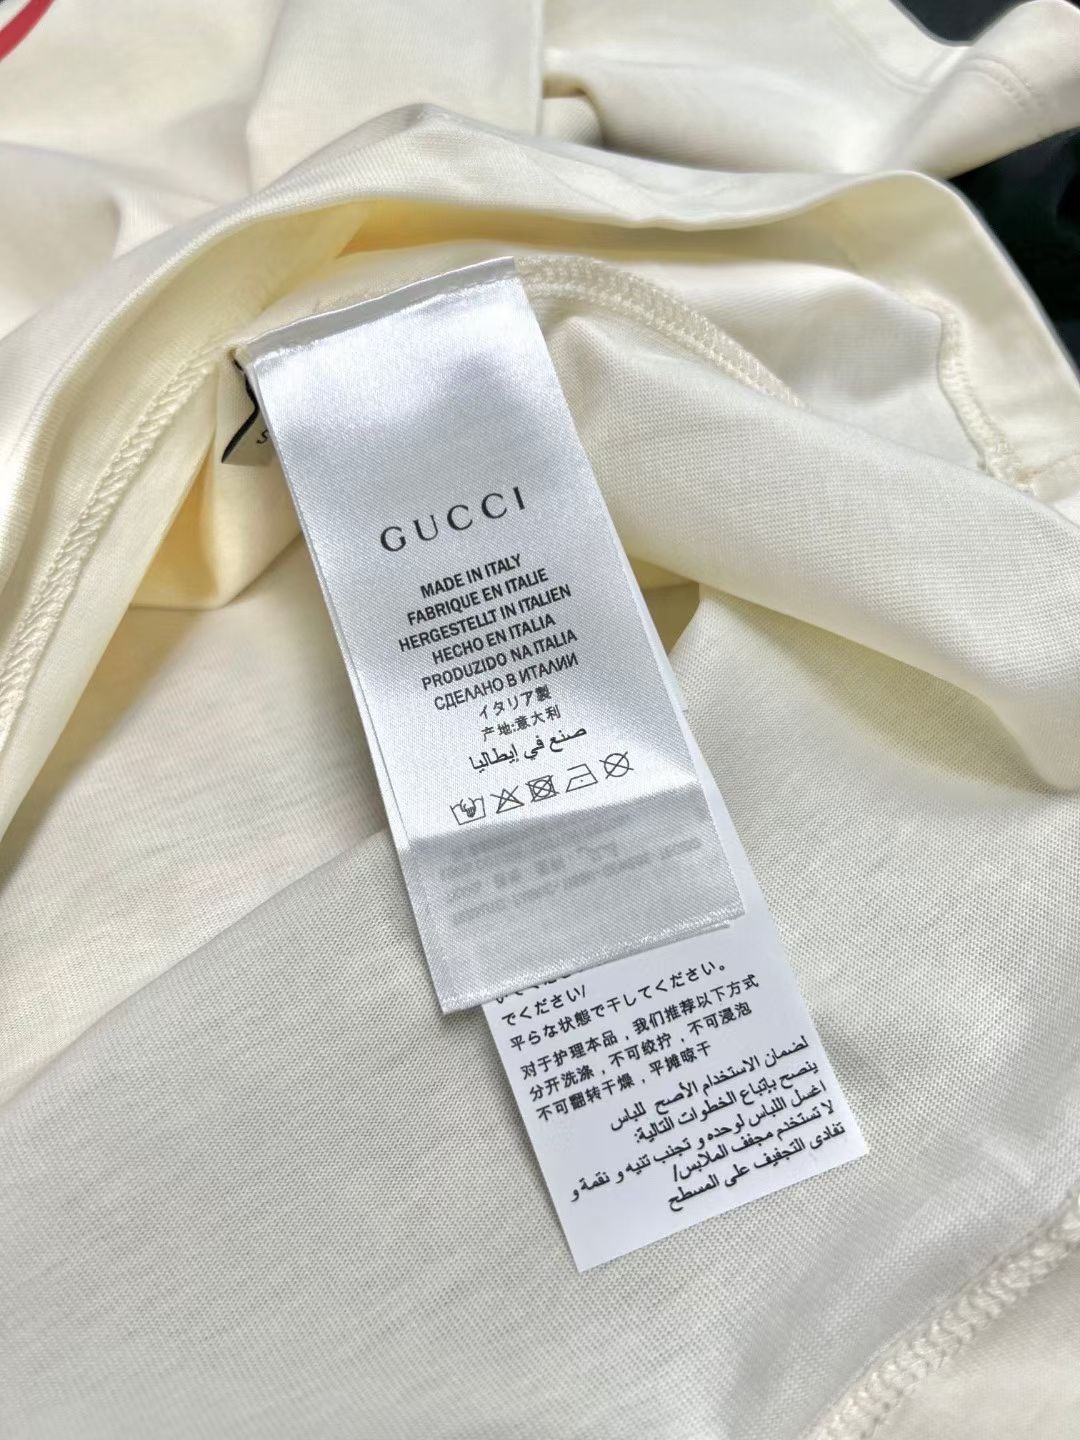 GUCCI
MADE IN ITALY
FABRIQUE EN ITALIE
HERGESTELLT IN ITALIEN
HECHO EN ITALIA
PRODUZIDO NA ITALIA
СДЕЛАНО В ИТАЛИИ
イタリア製
产地:意大利
صنع في إيطاليا
でください/
平らな状態で干してください。
对于护理本品，我们推荐以下方式
分开洗涤，不可绞拧，不可浸泡
不可翻转干燥，平摊晾干
لضمان الاستخدام الأصح للباس
ينصح بإتباع الخطوات التالية:
اغسل اللباس لوحده و تجنب تنيه و نقمة و
لا تستخدم مجفف الملابس/
تفادى التجفيف على المسطح